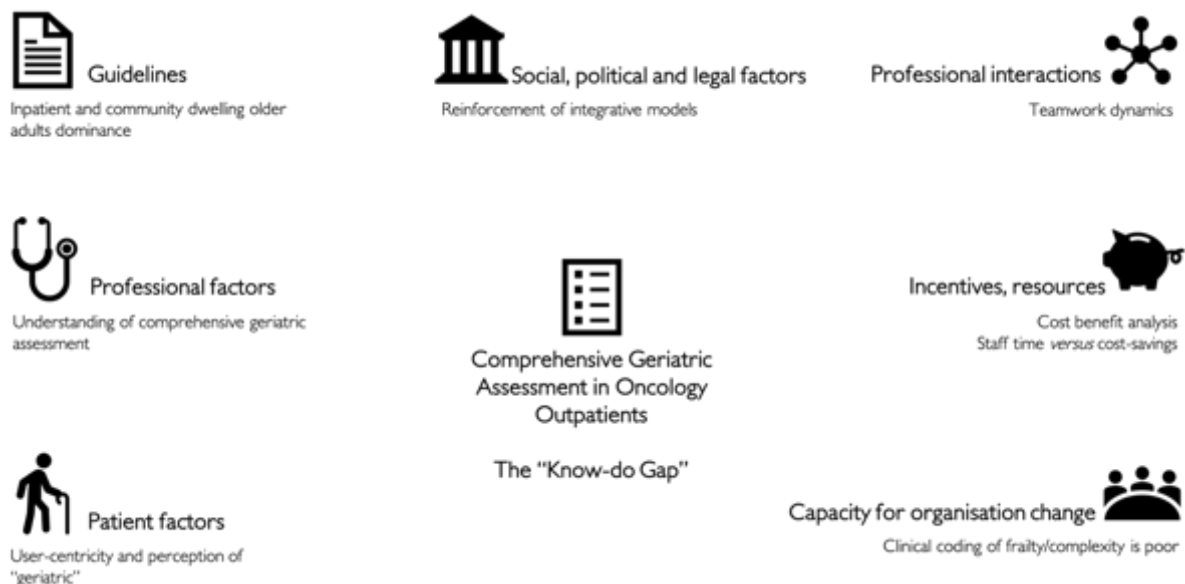 Guidelines
Inpatient and community dwelling older
adults dominance
Social, political and legal factors
Reinforcement of integrative models
Professional interactions
Teamwork dynamics
Professional factors
Understanding of comprehensive geriatric
assessment
Comprehensive Geriatric
Assessment in Oncology
Outpatients
The “Know-do Gap”
Incentives, resources
Cost benefit analysis
Staff time versus cost-savings
Patient factors
User-centricity and perception of
“geriatric”
Capacity for organisation change
Clinical coding of frailty/complexity is poor